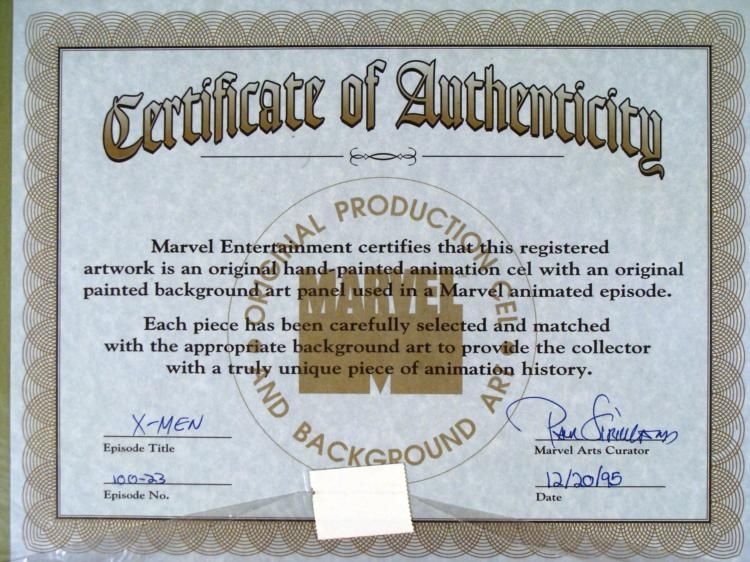 Certificate of Authenticity
Marvel Entertainment certifies that this registered
artwork is an original hand-painted animation cel with an original
painted background art panel used in a Marvel animated episode.
Each piece has been carefully selected and matched
with the appropriate background art to provide the collector
with a truly unique piece of animation history.
ORIGINAL PRODUCTION CEL
MARVEL
AND BACKGROUND ART
X-MEN
Episode Title
100-23
Episode No.
Marvel Arts Curator
12/20/95
Date